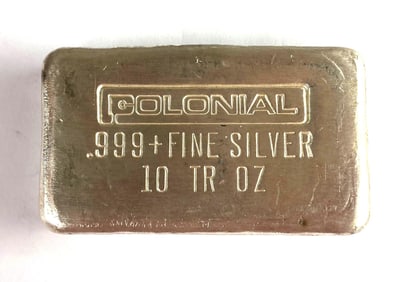 COLONIAL
.999+FINE SILVER
10 TR OZ